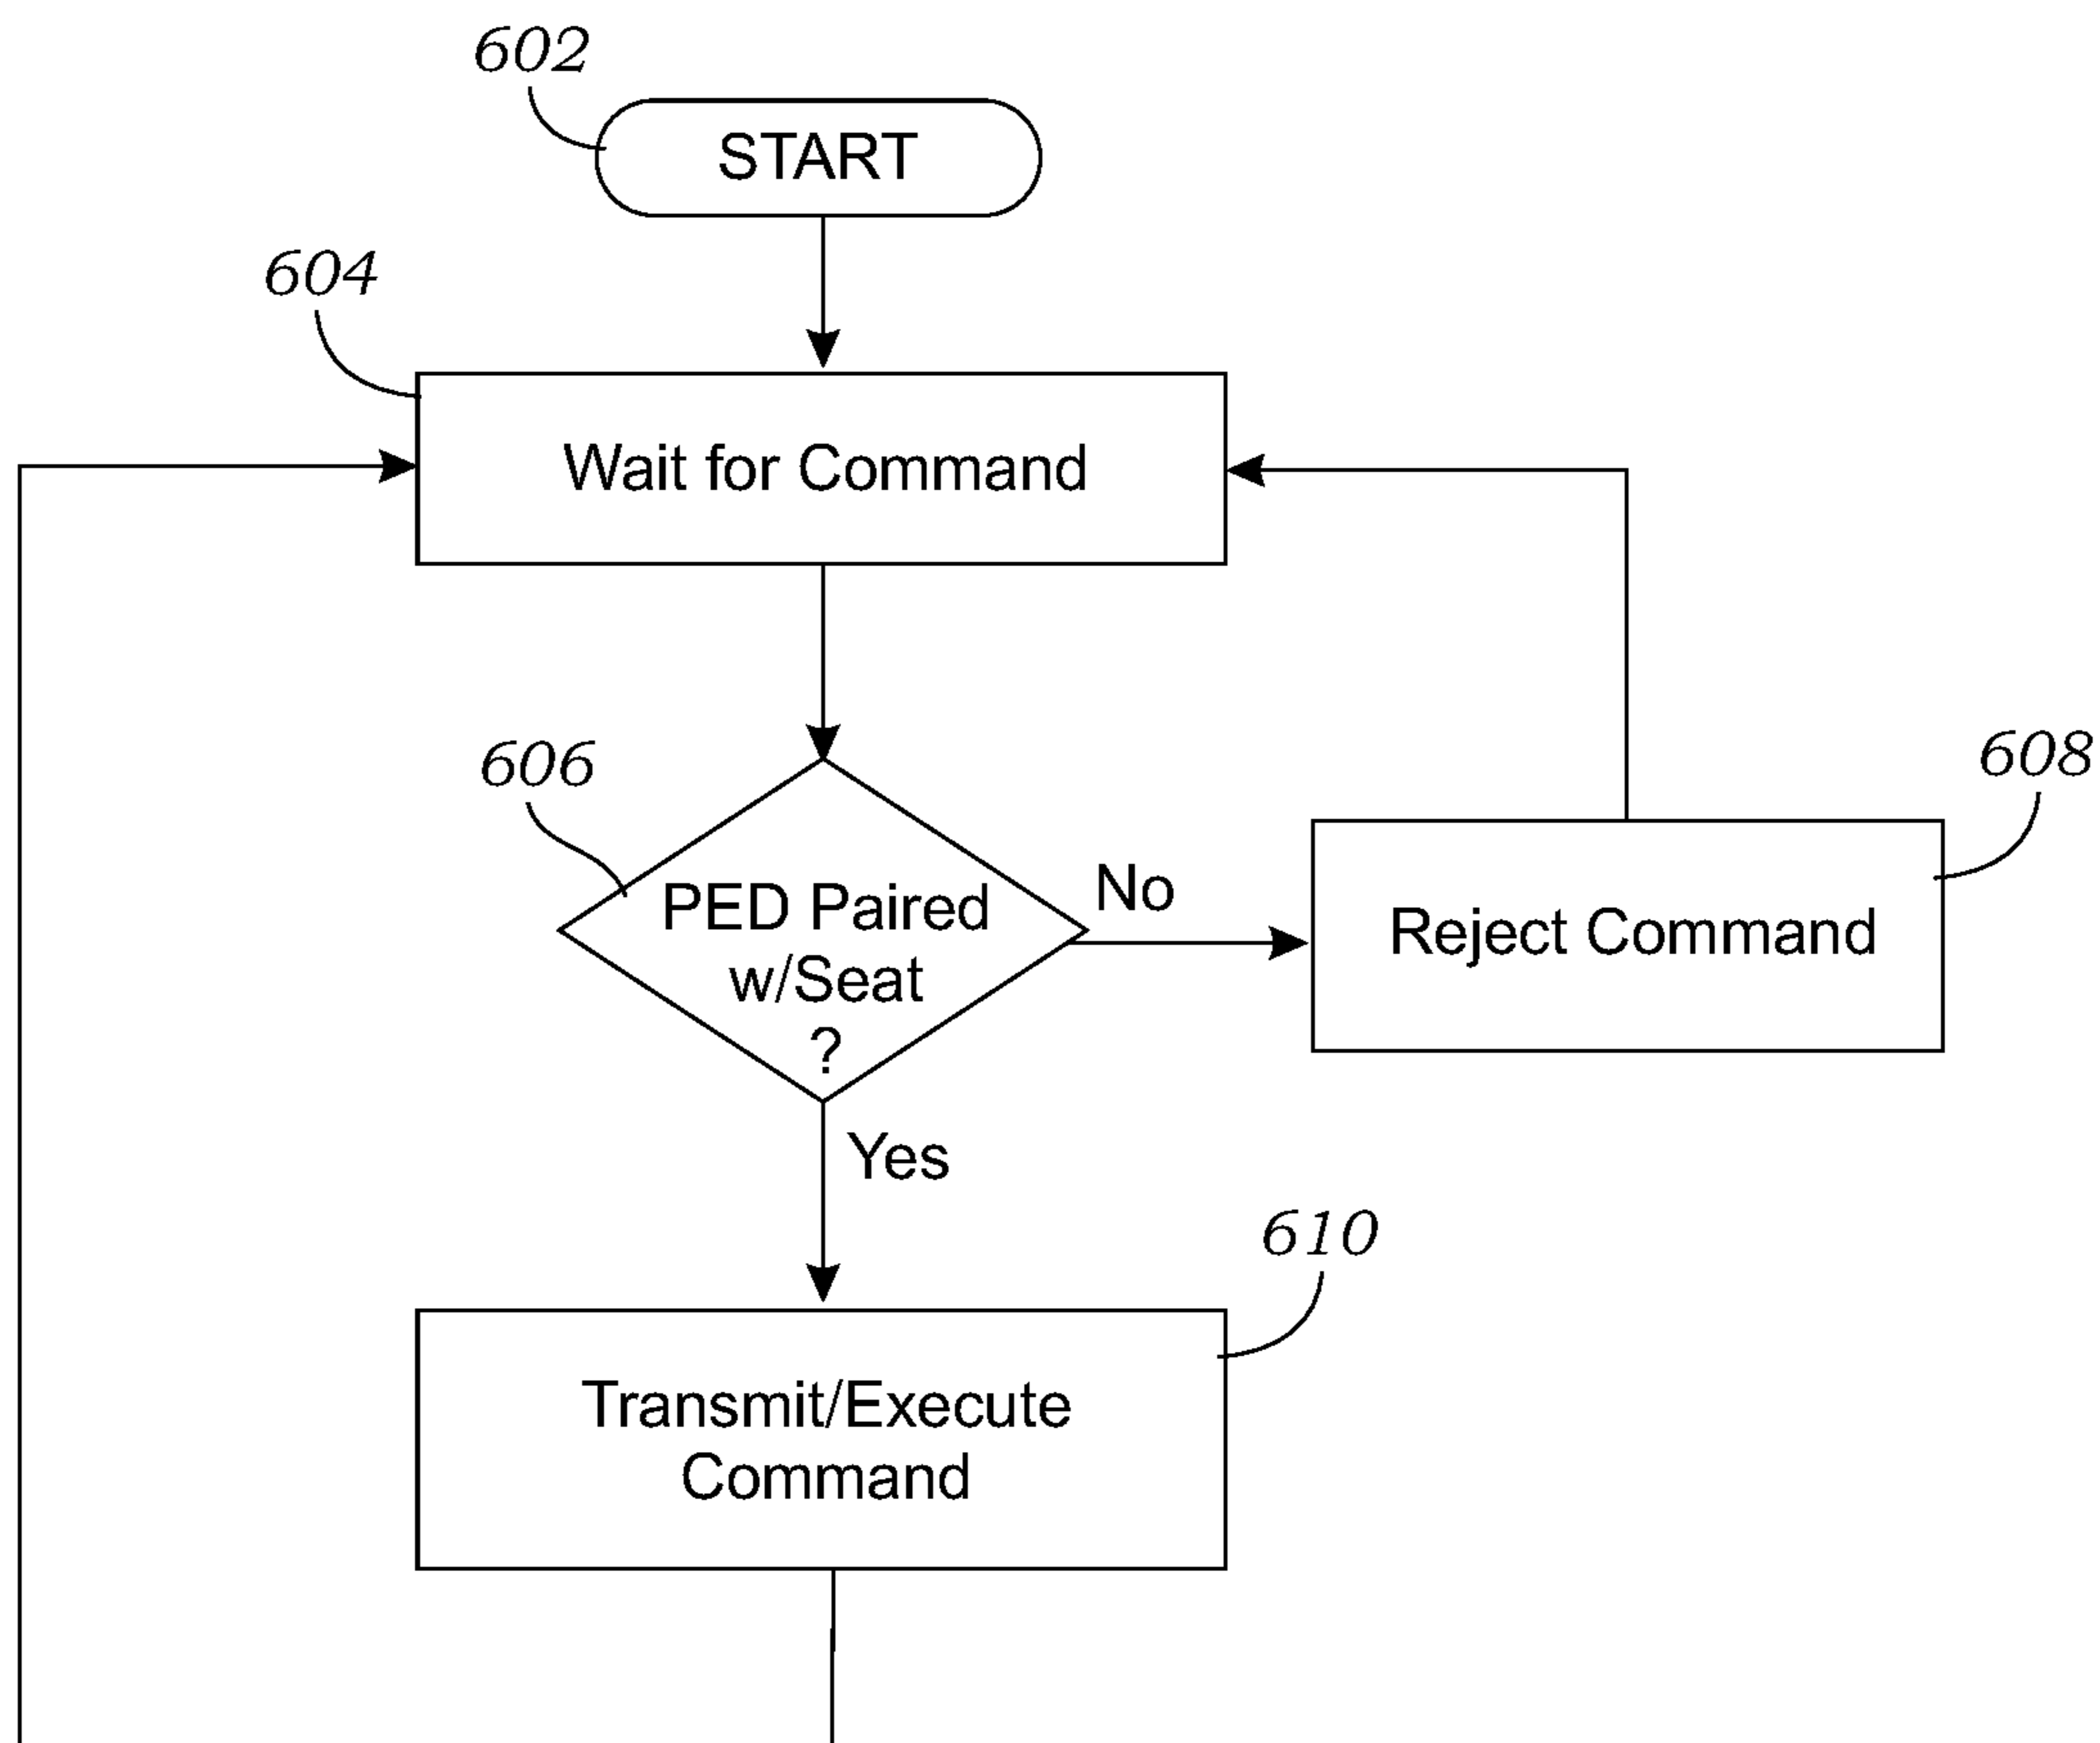 602
START
604
Wait for Command
606
608
PED Paired
w/Seat
?
No
Reject Command
Yes
610
Transmit/Execute
Command